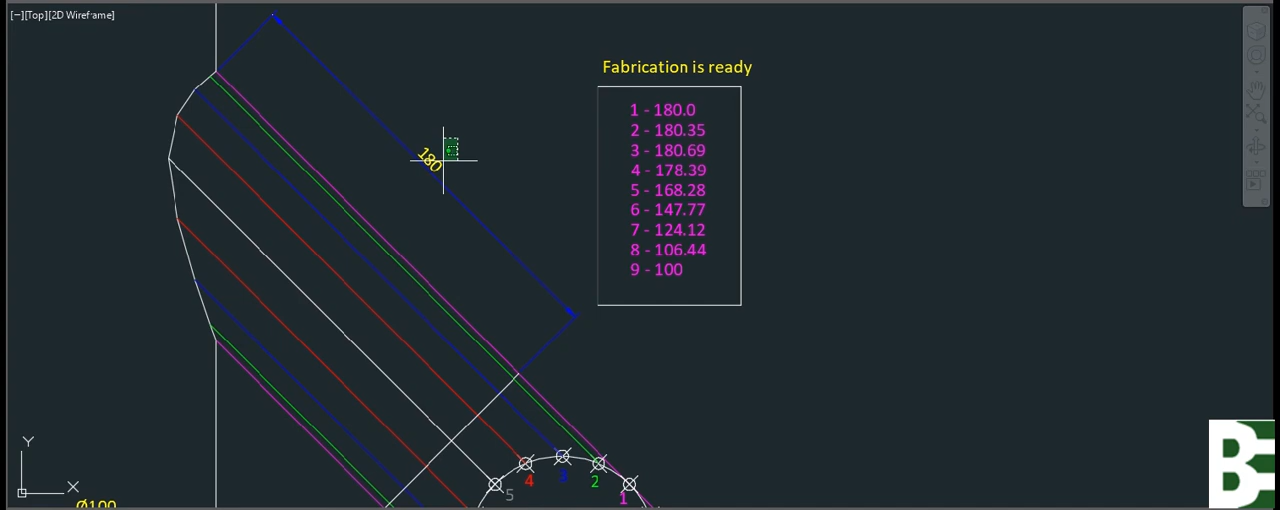 [−][Top][2D Wireframe]
Fabrication is ready
1 - 180.0
2 - 180.35
3 - 180.69
4 - 178.39
5 - 168.28
6 - 147.77
7 - 124.12
8 - 106.44
9 - 100
180
4
3
2
1
5
Y
X
Ø100
BE